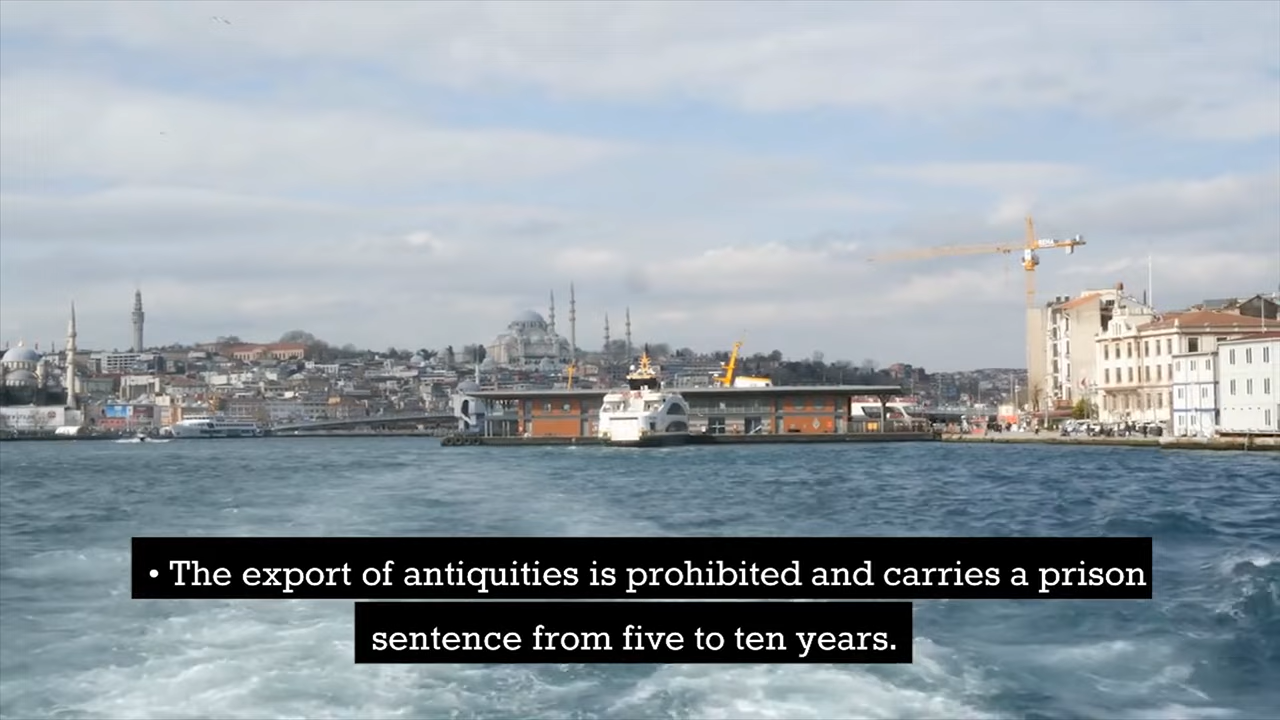 • The export of antiquities is prohibited and carries a prison
sentence from five to ten years.